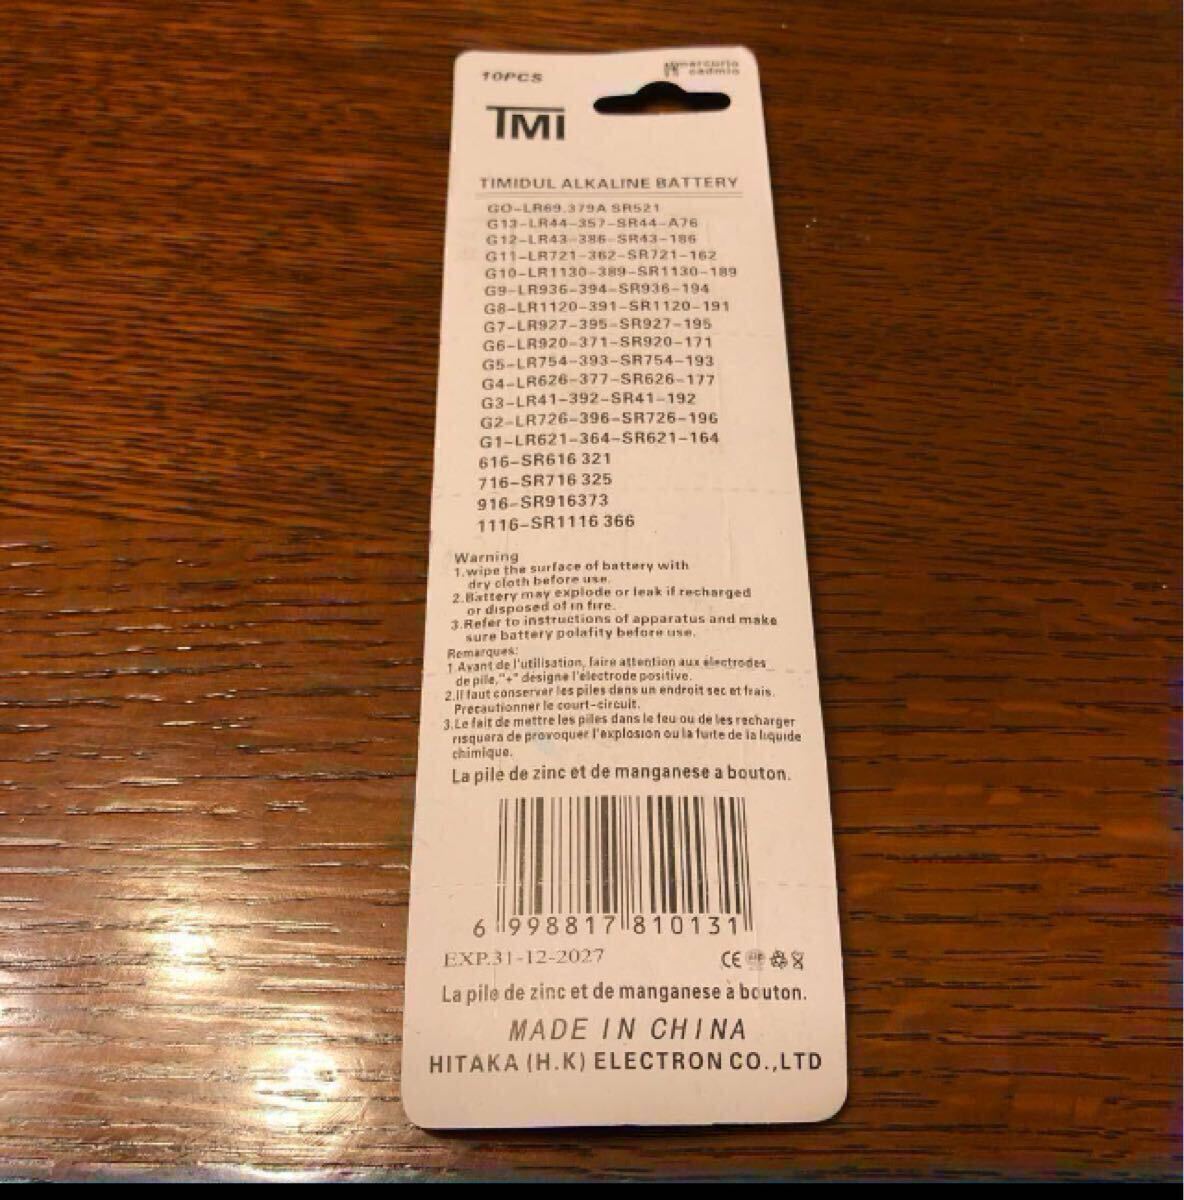 10PCS
mercurio
cadmio
TMI
TIMIDUL ALKALINE BATTERY
GO-LR69.379A SR521
G13-LR44-357-SR44-A76
G12-LR43-386-SR43-186
G11-LR721-362-SR721-162
G10-LR1130-389-SR1130-189
G9-LR936-394-SR936-194
G8-LR1120-391-SR1120-191
G7-LR927-395-SR927-195
G6-LR920-371-SR920-171
G5-LR754-393-SR754-193
G4-LR626-377-SR626-177
G3-LR41-392-SR41-192
G2-LR726-396-SR726-196
G1-LR621-364-SR621-164
616-SR616 321
716-SR716 325
916-SR916373
1116-SR1116 366
Warning
1.wipe the surface of battery with
dry cloth before use.
2.Battery may explode or leak if recharged
or disposed of in fire.
3.Refer to instructions of apparatus and make
sure battery polafity before use.
Remarques:
1.Avant de l'utilisation, faire attention aux électrodes
de pile,"+" désigne l'électrode positive.
2.Il faut conserver les piles dans un endroit sec et frais.
Precautionner le court-circuit.
3.Le fait de mettre les piles dans le feu ou de les recharger
risquera de provoquer l'explosion ou la fuite de la liquide
chimique.
La pile de zinc et de manganese a bouton.
6 998817 810131
EXP.31-12-2027
CE
La pile de zinc et de manganese à bouton.
MADE IN CHINA
HITAKA (H.K) ELECTRON CO.,LTD